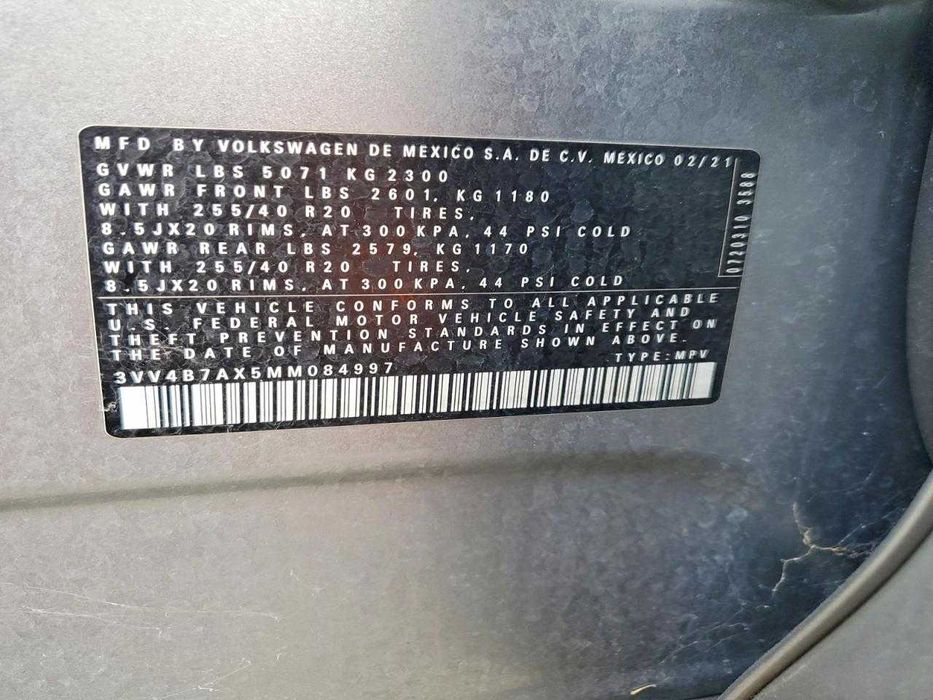 MFD BY VOLKSWAGEN DE MEXICO S.A. DE C.V. MEXICO 02/21
GVWR LBS 5071 KG 2300
GAWR FRONT LBS 2601, KG 1180
WITH 255/40 R20 TIRES,
8.5JX20 RIMS, AT 300 KPA, 44 PSI COLD
GAWR REAR LBS 2579, KG 1170
WITH 255/40 R20 TIRES,
8.5JX20 RIMS, AT 300 KPA, 44 PSI COLD
0720310 3588
THIS VEHICLE CONFORMS TO ALL APPLICABLE
U.S. FEDERAL MOTOR VEHICLE SAFETY AND
THEFT PREVENTION STANDARDS IN EFFECT ON
THE DATE OF MANUFACTURE SHOWN ABOVE.
TYPE: MPV
3VV4B7AX5MM084997